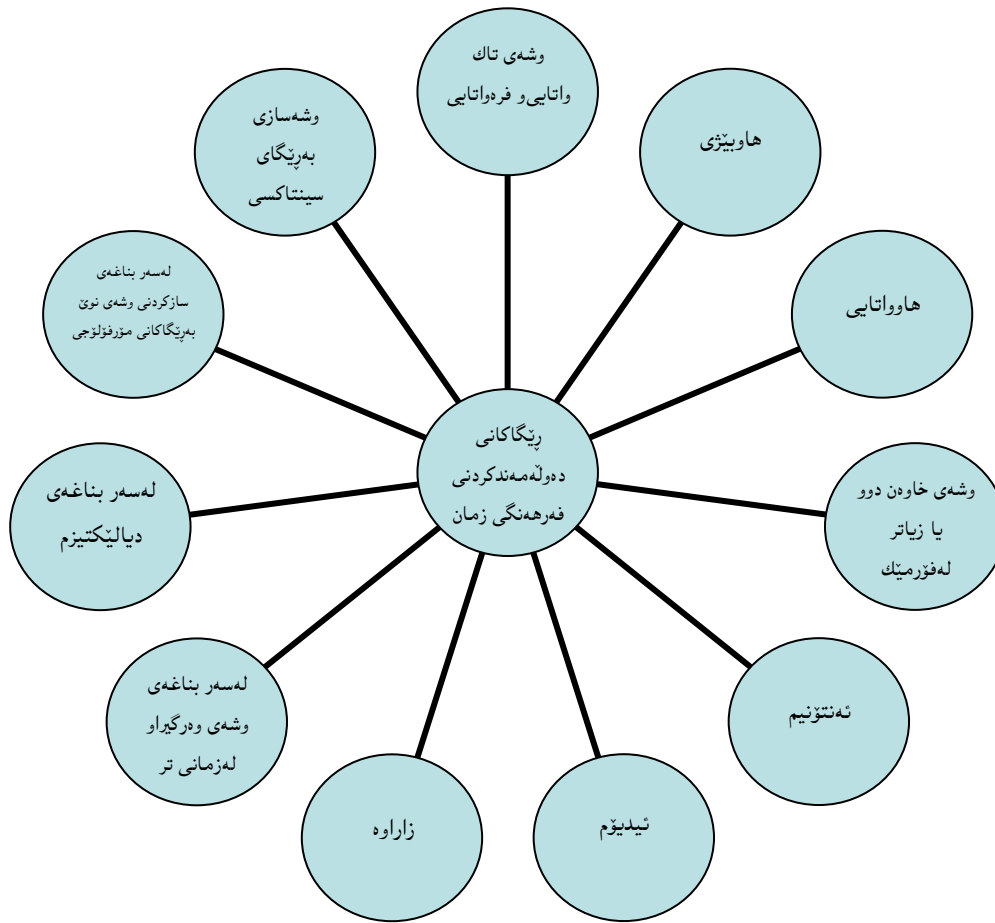 وشەی تاك
واتایی و فرەواتایی
هاوبێژی
هاوواتایی
وشەی خاوەن دوو
یا زیاتر
لەفۆرمێك
ئەنتۆنیم
ئیدیۆم
زاراوە
لەسەر بناغەی
وشەی وەرگیراو
لەزمانی تر
لەسەر بناغەی
دیالێکتیزم
لەسەر بناغەی
سازکردنی وشەی نوێ
بەڕێگاکانی مۆرفۆلۆجی
وشەسازی
بەڕێگای
سینتاکسی
ڕێگاکانی
دەوڵەمەندکردنی
فەرهەنگی زمان